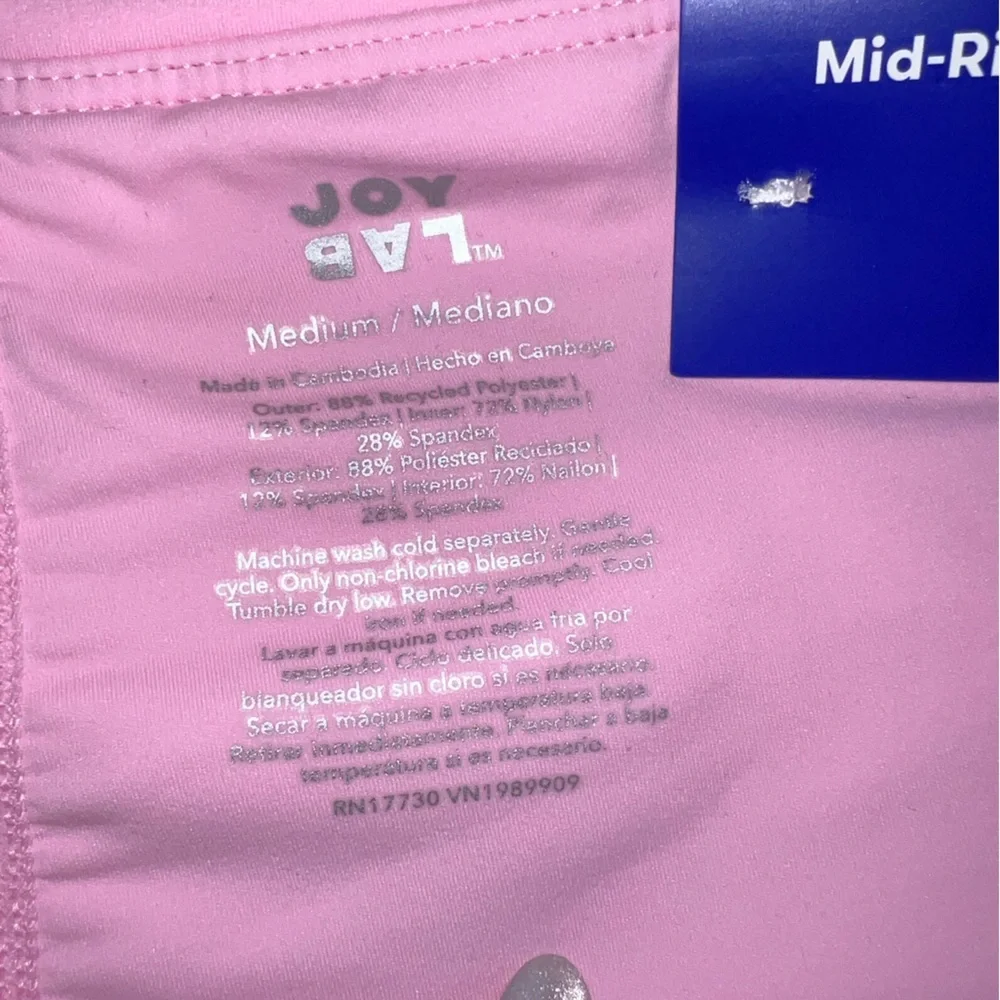 Mid-Ri
JOY
LAB™
Medium / Mediano
Made in Cambodia | Hecho en Camboya
Outer: 88% Recycled Polyester |
12% Spandex | Inner: 72% Nylon |
28% Spandex
Exterior: 88% Poliéster Reciclado |
12% Spandex | Interior: 72% Nailon |
28% Spandex
Machine wash cold separately. Gentle
cycle. Only non-chlorine bleach if needed.
Tumble dry low. Remove promptly. Cool
iron if needed.
Lavar a máquina con agua fria por
separado. Ciclo delicado. Solo
blanqueador sin cloro si es necesario.
Secar a máquina a temperatura baja.
Retirar inmediatamente. Planchar a baja
temperatura si es necesario.
RN17730 VN1989909